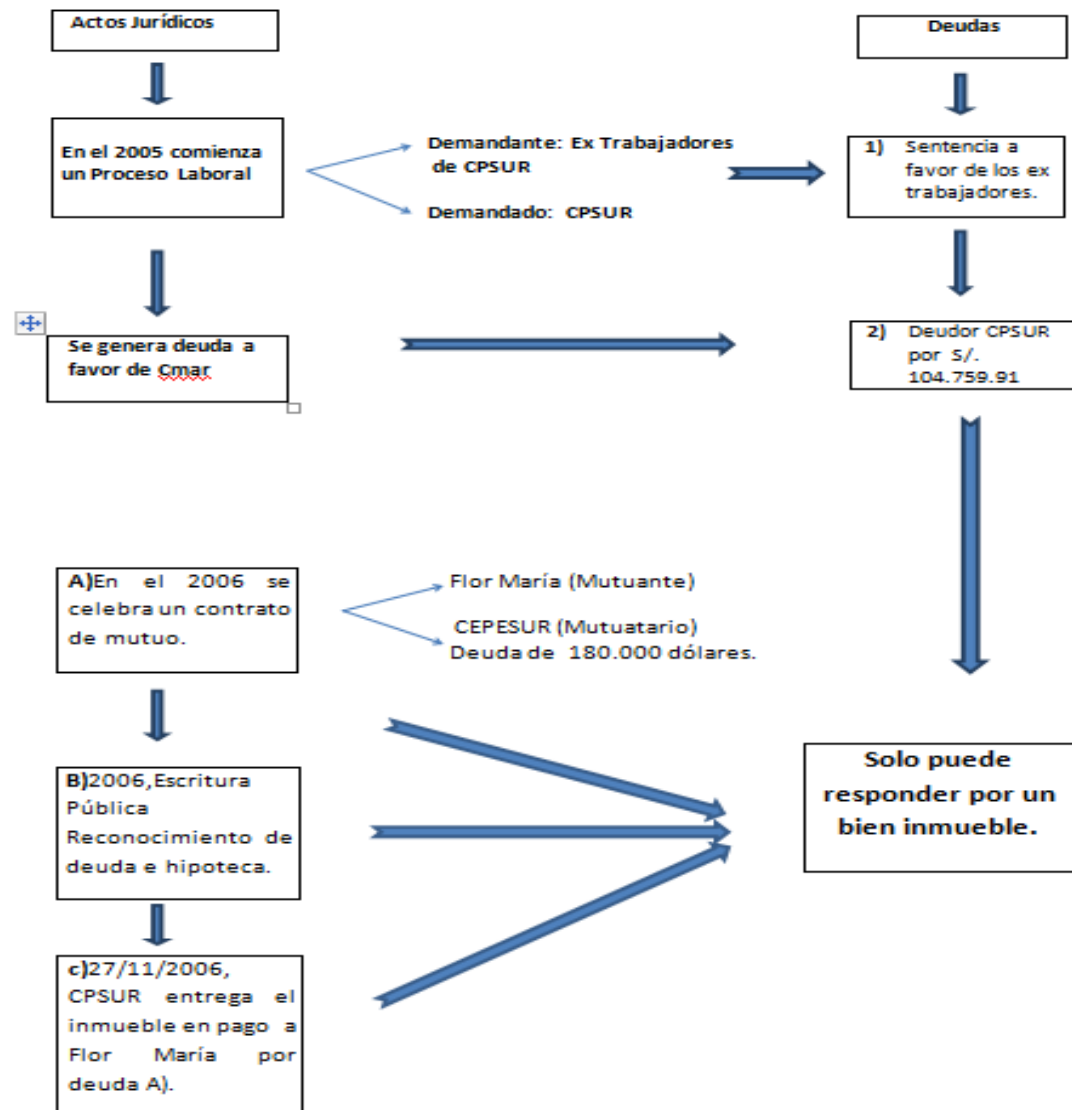 Actos Jurídicos
Deudas
En el 2005 comienza
un Proceso Laboral
Demandante: Ex Trabajadores
de CPSUR
Demandado: CPSUR
1) Sentencia a
favor de los ex
trabajadores.
Se genera deuda a
favor de Cmar
2) Deudor CPSUR
por S/.
104.759.91
A)En el 2006 se
celebra un contrato
de mutuo.
Flor María (Mutuante)
CEPESUR (Mutuatario)
Deuda de 180.000 dólares.
B)2006,Escritura
Pública
Reconocimiento de
deuda e hipoteca.
Solo puede
responder por un
bien inmueble.
c)27/11/2006,
CPSUR entrega el
inmueble en pago a
Flor María por
deuda A).